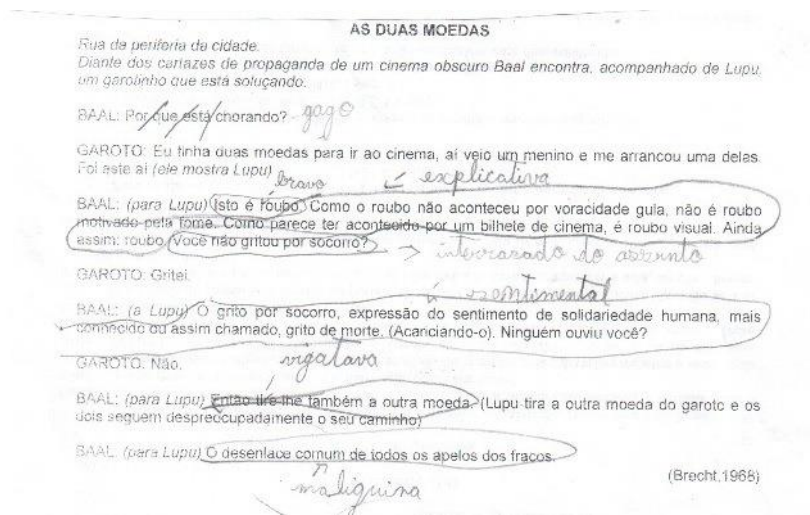 AS DUAS MOEDAS
Rua da periferia da cidade.
Diante dos cartazes de propaganda de um cinema obscuro Baal encontra, acompanhado de Lupu,
um garotinho que está soluçando.
BAAL: Por que está chorando? gago
GAROTO: Eu tinha duas moedas para ir ao cinema, aí veio um menino e me arrancou uma delas.
Foi este aí (ele mostra Lupu)
bravo explicativa
BAAL: (para Lupu) Isto é roubo. Como o roubo não aconteceu por voracidade gula, não é roubo
motivado pela fome. Como parece ter acontecido por um bilhete de cinema, é roubo visual. Ainda
assim: roubo. Você não gritou por socorro?
do assunto
GAROTO: Gritei.
sentimental
BAAL: (a Lupu) O grito por socorro, expressão do sentimento de solidariedade humana, mais
conhecido ou assim chamado, grito de morte. (Acariciando-o). Ninguém ouviu você?
GAROTO: Não.
BAAL: (para Lupu) Então tire-lhe também a outra moeda. (Lupu tira a outra moeda do garoto e os
dois seguem despreocupadamente o seu caminho)
BAAL: (para Lupu) O desenlace comum de todos os apelos dos fracos.
(Brecht,1968)
maliguina